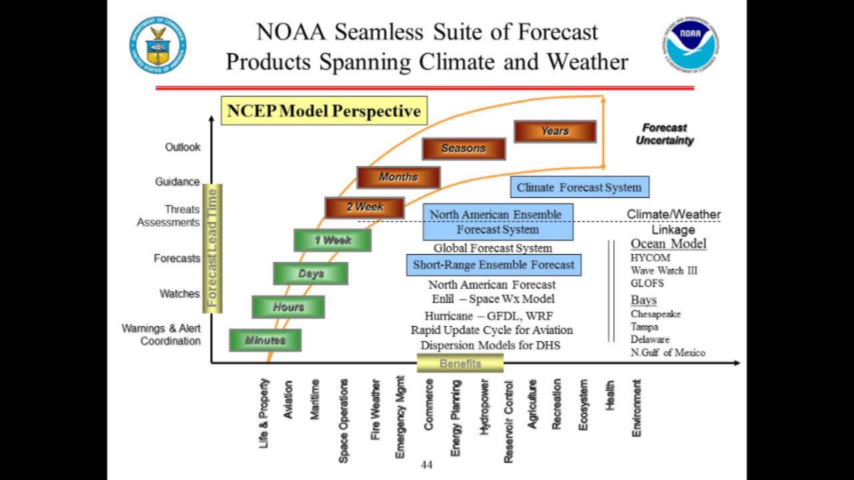 NOAA Seamless Suite of Forecast
Products Spanning Climate and Weather
NOAA
NCEP Model Perspective
Forecast
Uncertainty
Years
Seasons
Months
2 Week
1 Week
Days
Hours
Minutes
Outlook
Guidance
Threats
Assessments
Forecasts
Watches
Warnings & Alert
Coordination
Forecast Lead Time
Climate Forecast System
North American Ensemble
Forecast System
Global Forecast System
Short-Range Ensemble Forecast
North American Forecast
Enlil – Space Wx Model
Hurricane – GFDL, WRF
Rapid Update Cycle for Aviation
Dispersion Models for DHS
Climate/Weather
Linkage
Ocean Model
HYCOM
Wave Watch III
GLOFS
Bays
Chesapeake
Tampa
Delaware
N.Gulf of Mexico
Benefits
Life & Property
Aviation
Maritime
Space Operations
Fire Weather
Emergency Mgmt
Commerce
Energy Planning
Hydropower
Reservoir Control
Agriculture
Recreation
Ecosystem
Health
Environment
44